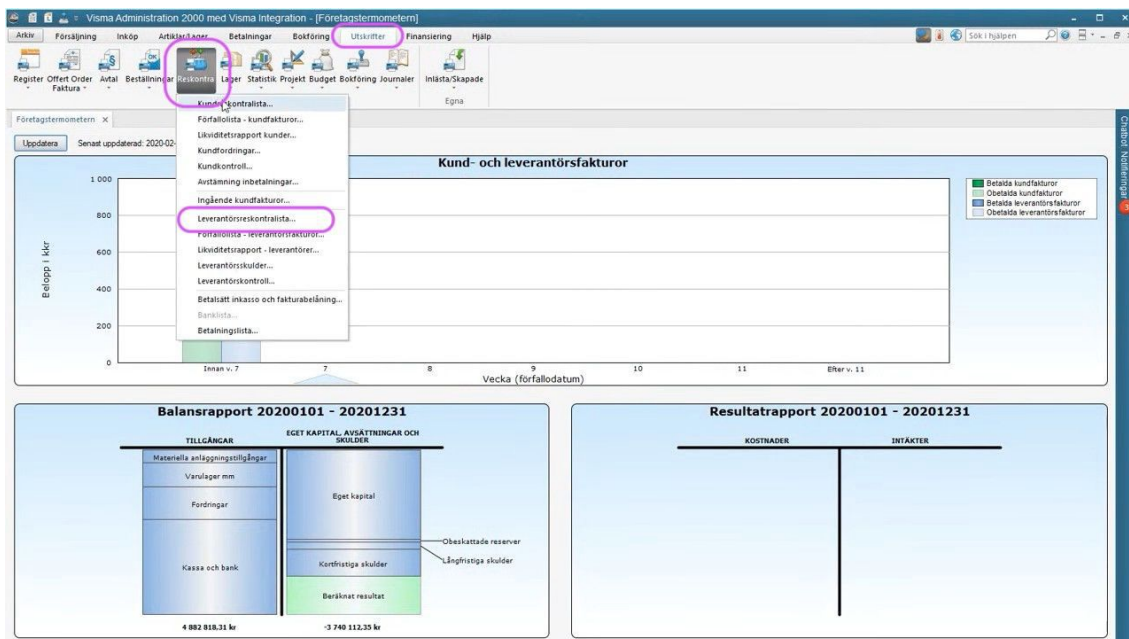 Visma Administration 2000 med Visma Integration - [Företagstermometern]
Arkiv Försäljning Inköp Artiklar/Lager Betalningar Bokföring Utskrifter Finansiering Hjälp
Sök i hjälpen
Register Offert Order Faktura Avtal Beställningar Reskontra Lager Statistik Projekt Budget Bokföring Journaler Inlästa/Skapade
Egna
Företagstermometern
Uppdatera Senast uppdaterad: 2020-02-
Kundreskontralista...
Förfallolista - kundfakturor...
Likviditetsrapport kunder...
Kundfordringar...
Kundkontroll...
Avstämning inbetalningar...
Ingående kundfakturor...
Leverantörsreskontralista...
Förfallolista - leverantörsfakturor...
Likviditetsrapport - leverantörer...
Leverantörsskulder...
Leverantörskontroll...
Betalsätt inkasso och fakturabelåning...
Banklista...
Betalningslista...
Kund- och leverantörsfakturor
Betalda kundfakturor
Obetalda kundfakturor
Betalda leverantörsfakturor
Obetalda leverantörsfakturor
Belopp i kkr
1 000
800
600
400
200
0
Innan v. 7 7 8 9 10 11 Efter v. 11
Vecka (förfallodatum)
Chatbot Notifieringar
3
Balansrapport 20200101 - 20201231
TILLGÅNGAR
EGET KAPITAL, AVSÄTTNINGAR OCH
SKULDER
Materiella anläggningstillgångar
Varulager mm
Fordringar
Kassa och bank
Eget kapital
Obeskattade reserver
Långfristiga skulder
Kortfristiga skulder
Beräknat resultat
4 882 818,31 kr -3 740 112,35 kr
Resultatrapport 20200101 - 20201231
KOSTNADER INTÄKTER